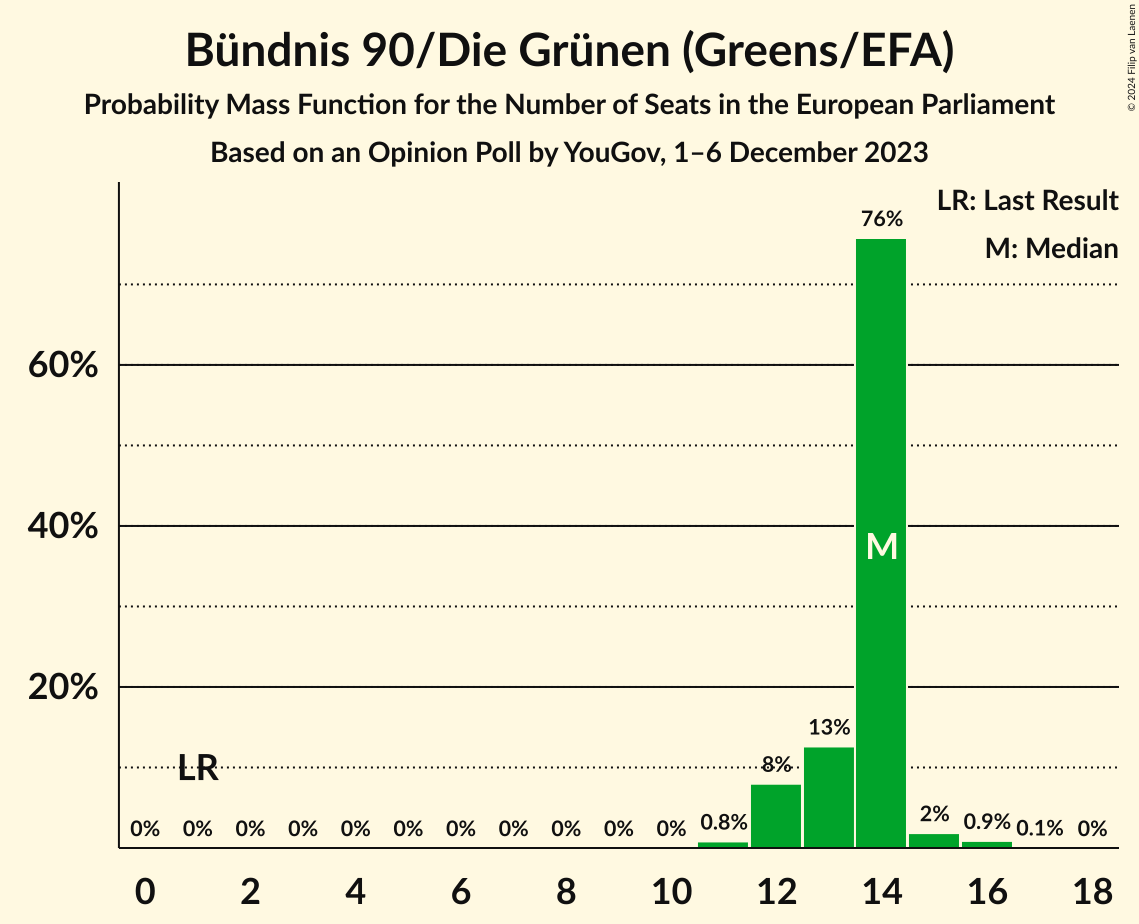 Bündnis 90/Die Grünen (Greens/EFA)
Probability Mass Function for the Number of Seats in the European Parliament
Based on an Opinion Poll by YouGov, 1–6 December 2023
© 2024 Filip van Laenen
LR: Last Result
M: Median
76%
60%
40%
M
20%
13%
LR
8%
0% 0% 0% 0% 0% 0% 0% 0% 0% 0% 0% 0.8% 2% 0.9% 0.1% 0%
0 2 4 6 8 10 12 14 16 18